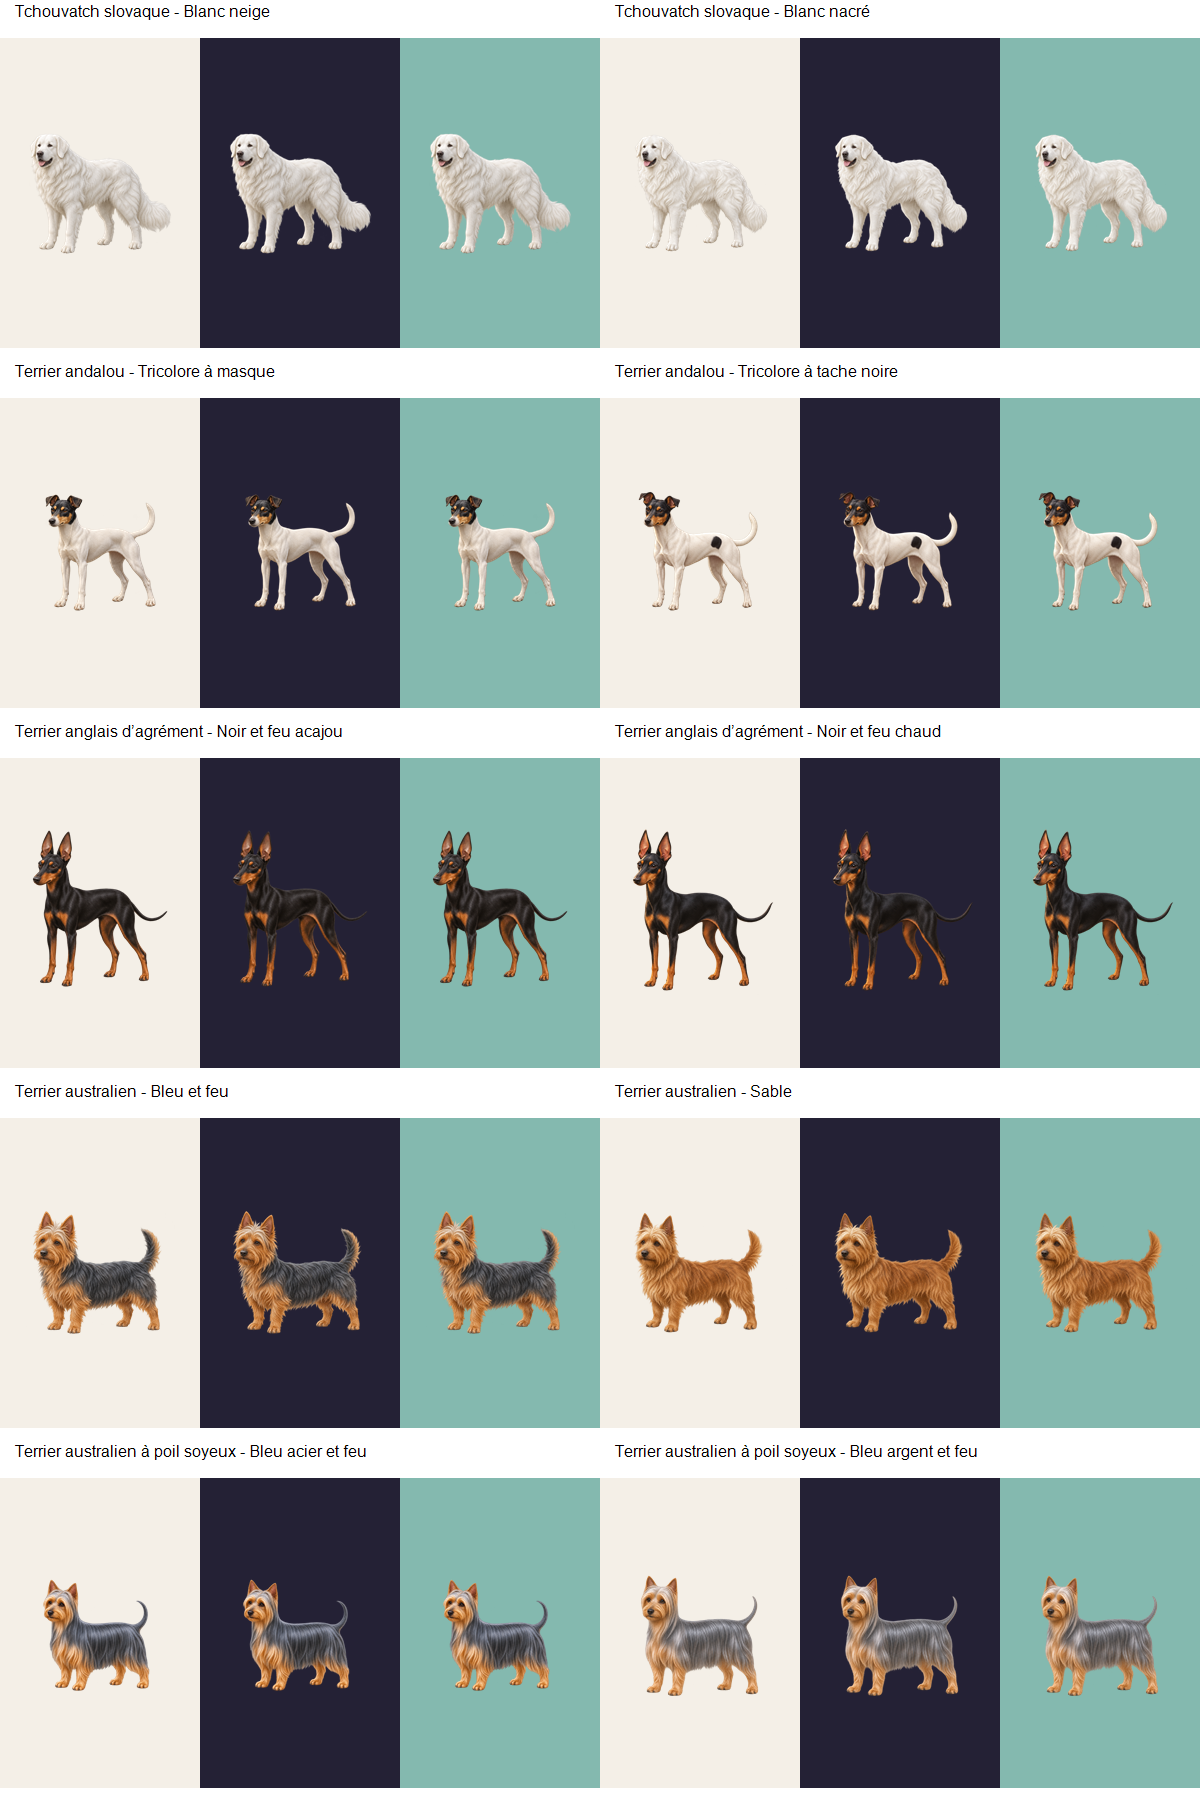 Tchouvatch slovaque - Blanc neige
Tchouvatch slovaque - Blanc nacré
Terrier andalou - Tricolore à masque
Terrier andalou - Tricolore à tache noire
Terrier anglais d’agrément - Noir et feu acajou
Terrier anglais d’agrément - Noir et feu chaud
Terrier australien - Bleu et feu
Terrier australien - Sable
Terrier australien à poil soyeux - Bleu acier et feu
Terrier australien à poil soyeux - Bleu argent et feu